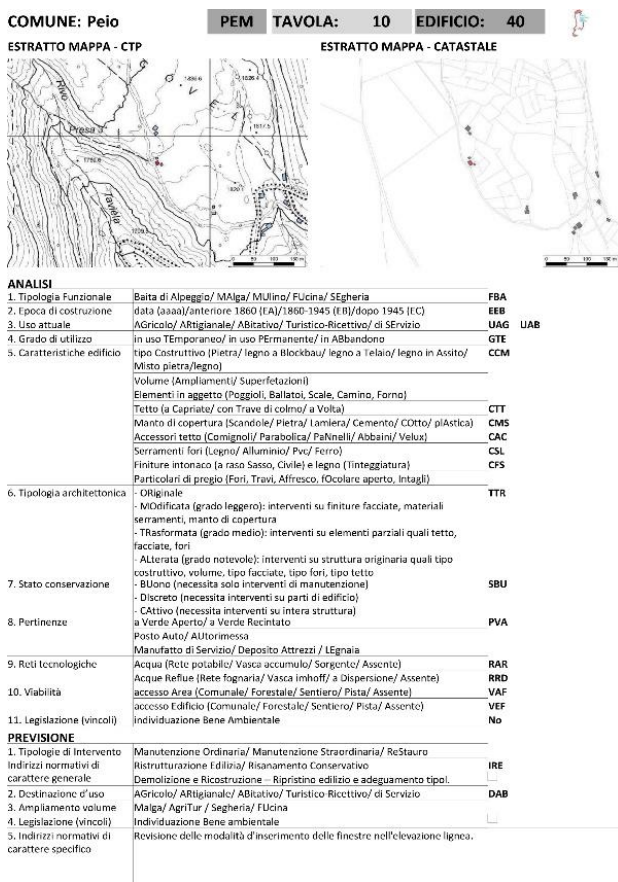 COMUNE: Peio PEM TAVOLA: 10 EDIFICIO: 40
ESTRATTO MAPPA - CTP ESTRATTO MAPPA - CATASTALE
Rivo
Presa
Taviela
ANALISI
1. Tipologia Funzionale Baita di Alpeggio/ MAlga/ MUlino/ FUcina/ SEgheria FBA
2. Epoca di costruzione data (aaaa)/anteriore 1860 (EA)/1860-1945 (EB)/dopo 1945 (EC) EEB
3. Uso attuale AGricolo/ ARtigianale/ ABitativo/ Turistico-Ricettivo/ di SErvizio UAG UAB
4. Grado di utilizzo in uso TEmporaneo/ in uso PErmanente/ in ABbandono GTE
5. Caratteristiche edificio tipo Costruttivo (Pietra/ legno a Blockbau/ legno a Telaio/ legno in Assito/ CCM
Misto pietra/legno)
Volume (Ampliamenti/ Superfetazioni)
Elementi in aggetto (Poggioli, Ballatoi, Scale, Camino, Forno)
Tetto (a Capriate/ con Trave di colmo/ a Volta) CTT
Manto di copertura (Scandole/ Pietra/ Lamiera/ Cemento/ COtto/ plAstica) CMS
Accessori tetto (Comignoli/ Parabolica/ PaNnelli/ Abbaini/ Velux) CAC
Serramenti fori (Legno/ Alluminio/ Pvc/ Ferro) CSL
Finiture intonaco (a raso Sasso, Civile) e legno (Tinteggiatura) CFS
Particolari di pregio (Fori, Travi, Affresco, fOcolare aperto, Intagli)
6. Tipologia architettonica - ORiginale TTR
- MOdificata (grado leggero): interventi su finiture facciate, materiali
serramenti, manto di copertura
- TRasformata (grado medio): interventi su elementi parziali quali tetto,
facciate, fori
- ALterata (grado notevole): interventi su struttura originaria quali tipo
costruttivo, volume, tipo facciate, tipo fori, tipo tetto
7. Stato conservazione - BUono (necessita solo interventi di manutenzione) SBU
- DIscreto (necessita interventi su parti di edificio)
- CAttivo (necessita interventi su intera struttura)
8. Pertinenze a Verde Aperto/ a Verde Recintato PVA
Posto Auto/ AUtorimessa
Manufatto di Servizio/ Deposito Attrezzi / LEgnaia
9. Reti tecnologiche Acqua (Rete potabile/ Vasca accumulo/ Sorgente/ Assente) RAR
Acque Reflue (Rete fognaria/ Vasca imhoff/ a Dispersione/ Assente) RRD
10. Viabilità accesso Area (Comunale/ Forestale/ Sentiero/ Pista/ Assente) VAF
accesso Edificio (Comunale/ Forestale/ Sentiero/ Pista/ Assente) VEF
11. Legislazione (vincoli) individuazione Bene Ambientale No
PREVISIONE
1. Tipologie di Intervento Manutenzione Ordinaria/ Manutenzione Straordinaria/ ReStauro
Indirizzi normativi di Ristrutturazione Edilizia/ Risanamento Conservativo IRE
carattere generale Demolizione e Ricostruzione – Ripristino edilizio e adeguamento tipol.
2. Destinazione d'uso AGricolo/ ARtigianale/ ABitativo/ Turistico-Ricettivo/ di Servizio DAB
3. Ampliamento volume Malga/ AgriTur / Segheria/ FUcina
4. Legislazione (vincoli) Individuazione Bene ambientale
5. Indirizzi normativi di Revisione delle modalità d'inserimento delle finestre nell'elevazione lignea.
carattere specifico